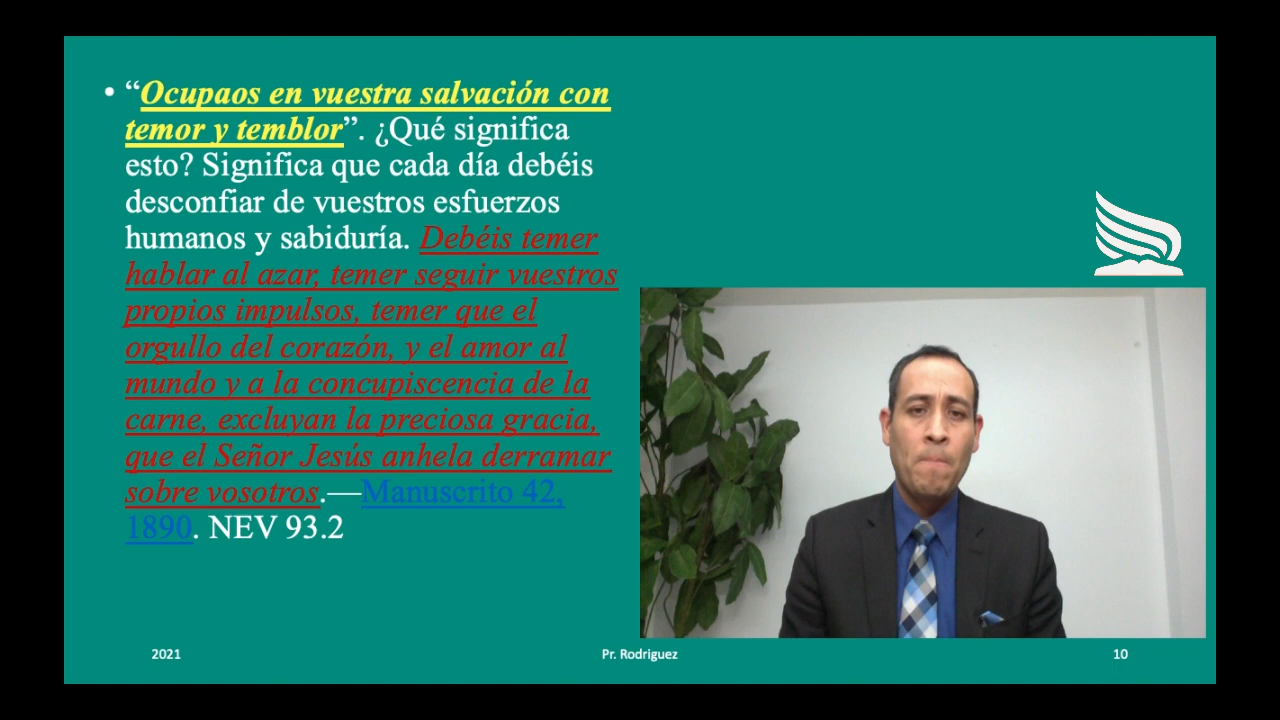 • “Ocupaos en vuestra salvación con
temor y temblor”. ¿Qué significa
esto? Significa que cada día debéis
desconfiar de vuestros esfuerzos
humanos y sabiduría. Debéis temer
hablar al azar, temer seguir vuestros
propios impulsos, temer que el
orgullo del corazón, y el amor al
mundo y a la concupiscencia de la
carne, excluyan la preciosa gracia,
que el Señor Jesús anhela derramar
sobre vosotros.—Manuscrito 42,
1890. NEV 93.2
2021
Pr. Rodriguez
10